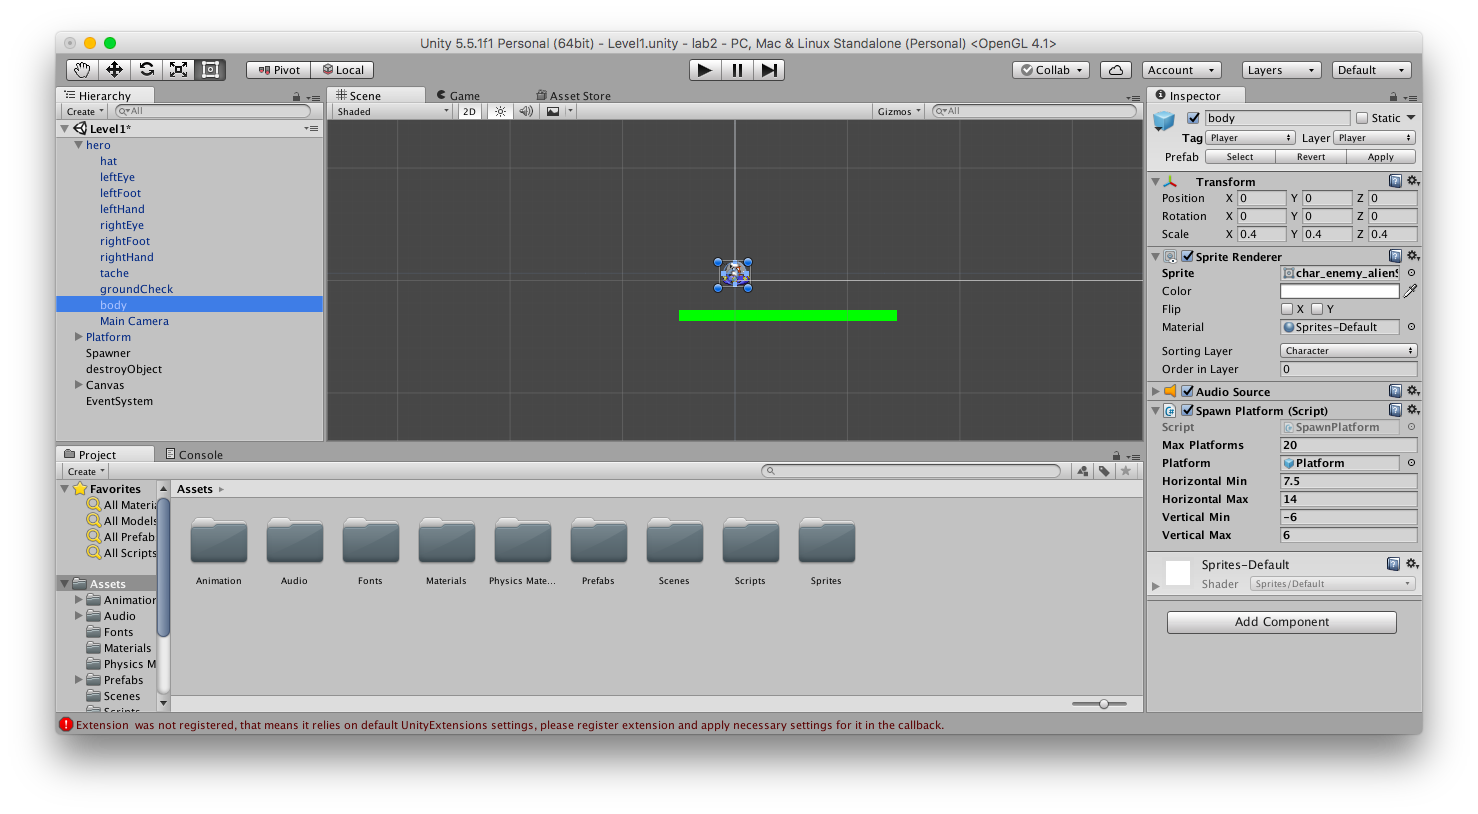 Unity 5.5.1f1 Personal (64bit) - Level1.unity - lab2 - PC, Mac & Linux Standalone (Personal) <OpenGL 4.1>
Pivot Local Collab Account Layers Default
Hierarchy
Create All
Level1*
hero
hat
leftEye
leftFoot
leftHand
rightEye
rightFoot
rightHand
tache
groundCheck
body
Main Camera
Platform
Spawner
destroyObject
Canvas
EventSystem
Scene Game Asset Store
Shaded 2D Gizmos All
Inspector
body Static
Tag Player Layer Player
Prefab Select Revert Apply
Transform
Position X 0 Y 0 Z 0
Rotation X 0 Y 0 Z 0
Scale X 0.4 Y 0.4 Z 0.4
Sprite Renderer
Sprite char_enemy_alien
Color
Flip X Y
Material Sprites-Default
Sorting Layer Character
Order in Layer 0
Audio Source
Spawn Platform (Script)
Script SpawnPlatform
Max Platforms 20
Platform Platform
Horizontal Min 7.5
Horizontal Max 14
Vertical Min -6
Vertical Max 6
Sprites-Default
Shader Sprites/Default
Add Component
Project Console
Create
Favorites
All Materia
All Models
All Prefab
All Scripts
Assets
Animation
Audio
Fonts
Materials
Physics M
Prefabs
Scenes
Scripts
Assets
Animation Audio Fonts Materials Physics Mate... Prefabs Scenes Scripts Sprites
Extension was not registered, that means it relies on default UnityExtensions settings, please register extension and apply necessary settings for it in the callback.